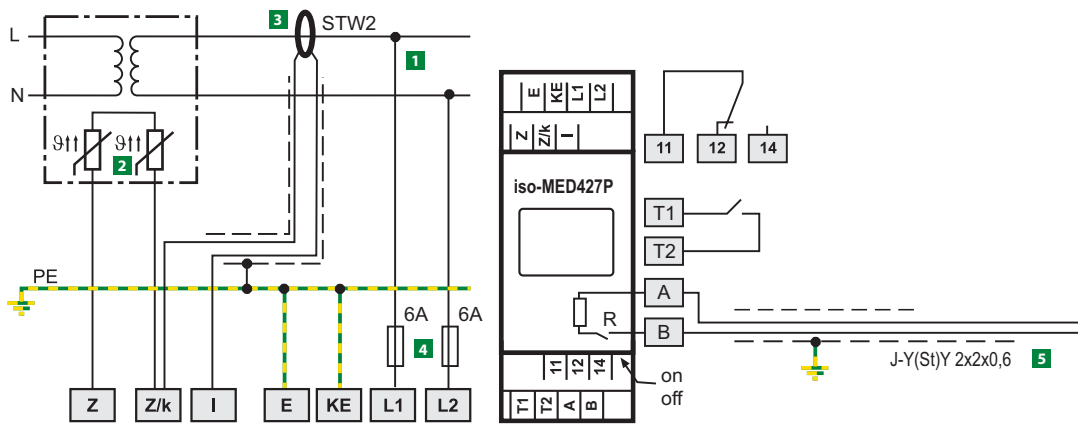 L
N
3
STW2
1
ϑ↑↑
ϑ↑↑
2
PE
6A
6A
4
Z
Z/k
I
E
KE
L1
L2
E
KE
L1
L2
Z
Z/k
I
iso-MED427P
R
11
12
14
T1
T2
A
B
on
off
11
12
14
T1
T2
A
B
J-Y(St)Y 2x2x0,6
5